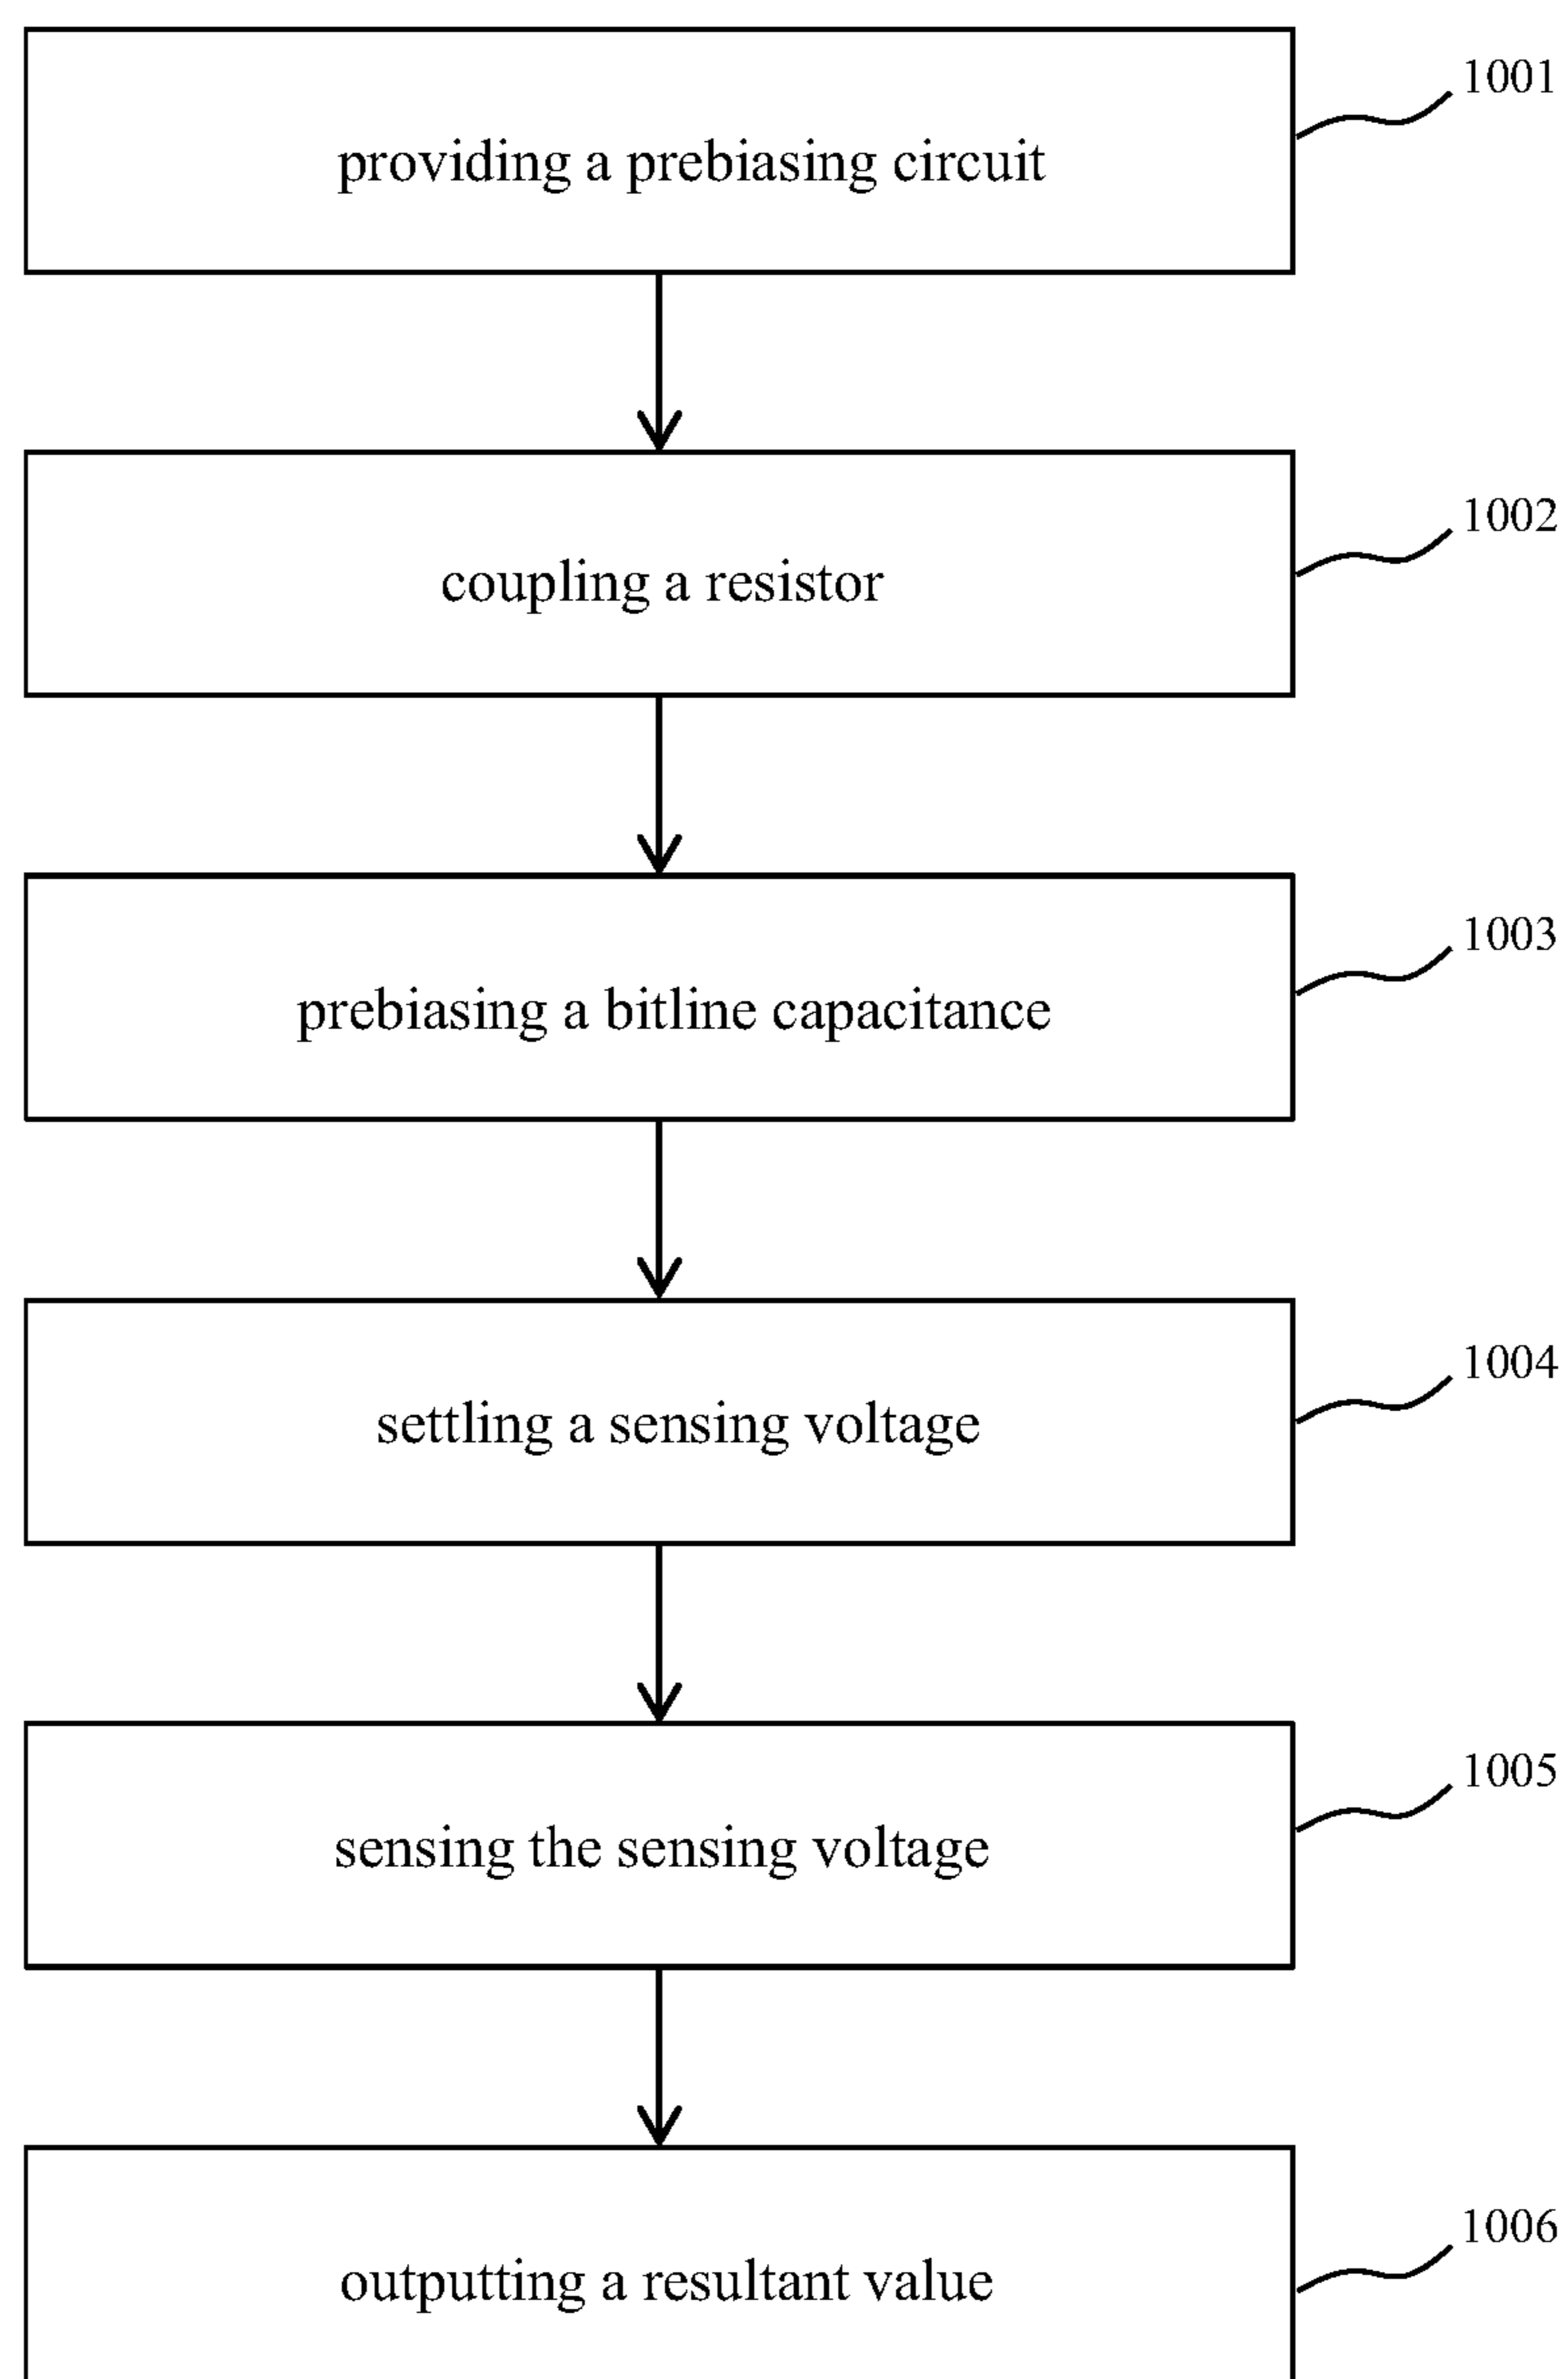 1001
providing a prebiasing circuit
1002
coupling a resistor
1003
prebiasing a bitline capacitance
1004
settling a sensing voltage
1005
sensing the sensing voltage
1006
outputting a resultant value